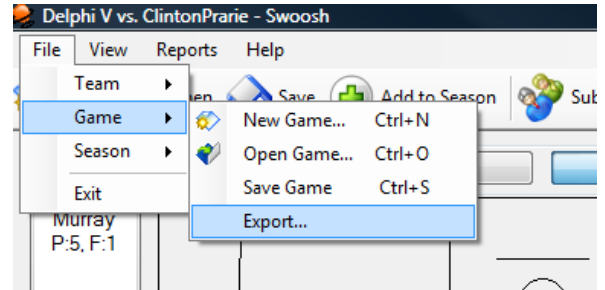 Delphi V vs. ClintonPrarie - Swoosh
File View Reports Help
Save Add to Season
Team
Game
Season
Exit
New Game... Ctrl+N
Open Game... Ctrl+O
Save Game Ctrl+S
Export...
Murray
P:5, F:1